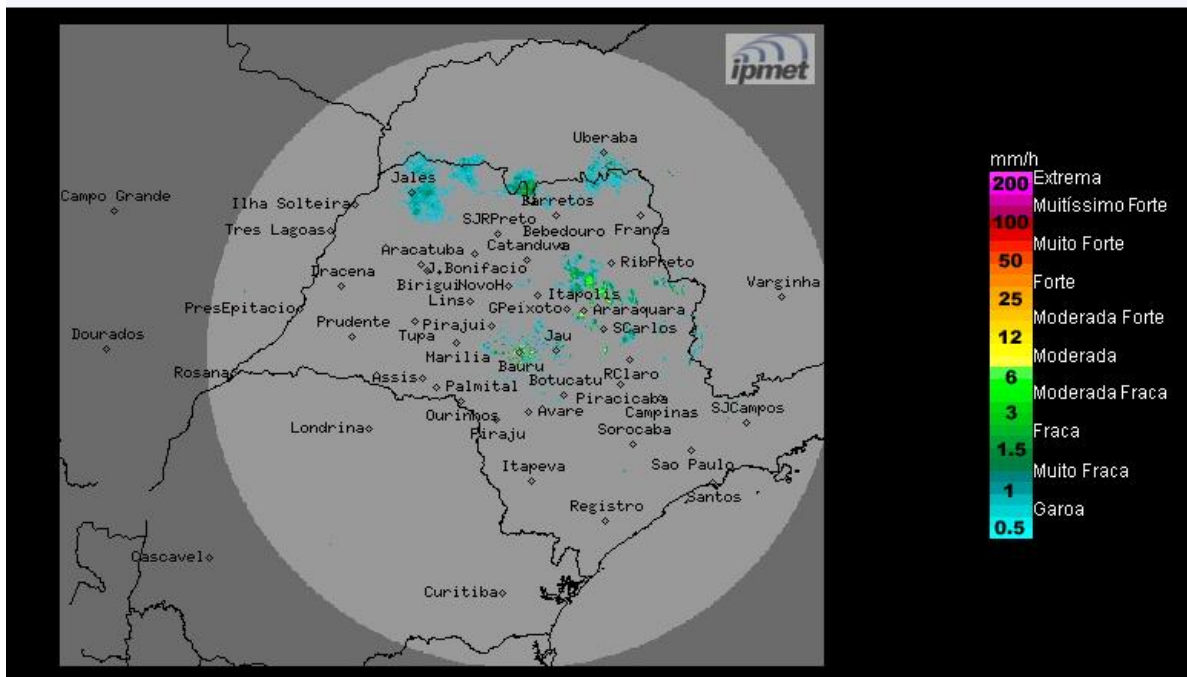 ipmet
Uberaba
Jales
Campo Grande
Ilha Solteira
Barretos
SJRPreto
Tres Lagoas
Bebedouro
Franca
Catanduva
Aracatuba
RibPreto
Dracena
J.Bonifacio
Varginha
Birigui
NovoH
Itapolis
Lins
PresEpitacio
GPeixoto
Araraquara
Prudente
Pirajui
SCarlos
Dourados
Tupa
Jau
Marilia
Bauru
Rosana
Assis
RClaro
Palmital
Botucatu
Piracicaba
Ourinhos
Avare
Campinas
SJCampos
Londrina
Piraju
Sorocaba
Itapeva
Sao Paulo
Santos
Registro
Cascavel
Curitiba
mm/h
200 Extrema
Muitíssimo Forte
100
Muito Forte
50
Forte
25
Moderada Forte
12
Moderada
6
Moderada Fraca
3
Fraca
1.5
Muito Fraca
1
Garoa
0.5